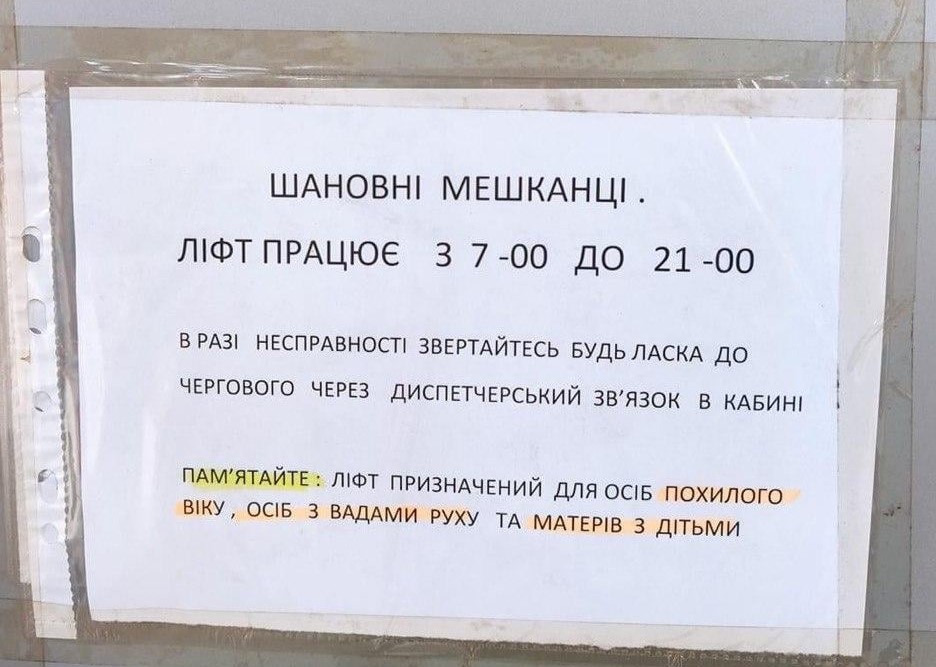 ШАНОВНІ МЕШКАНЦІ .
ЛІФТ ПРАЦЮЄ З 7 -00 ДО 21 -00
В РАЗІ НЕСПРАВНОСТІ ЗВЕРТАЙТЕСЬ БУДЬ ЛАСКА ДО
ЧЕРГОВОГО ЧЕРЕЗ ДИСПЕТЧЕРСЬКИЙ ЗВ'ЯЗОК В КАБИНІ
ПАМ'ЯТАЙТЕ : ЛІФТ ПРИЗНАЧЕНИЙ ДЛЯ ОСІБ ПОХИЛОГО
ВІКУ , ОСІБ З ВАДАМИ РУХУ ТА МАТЕРІВ З ДІТЬМИ